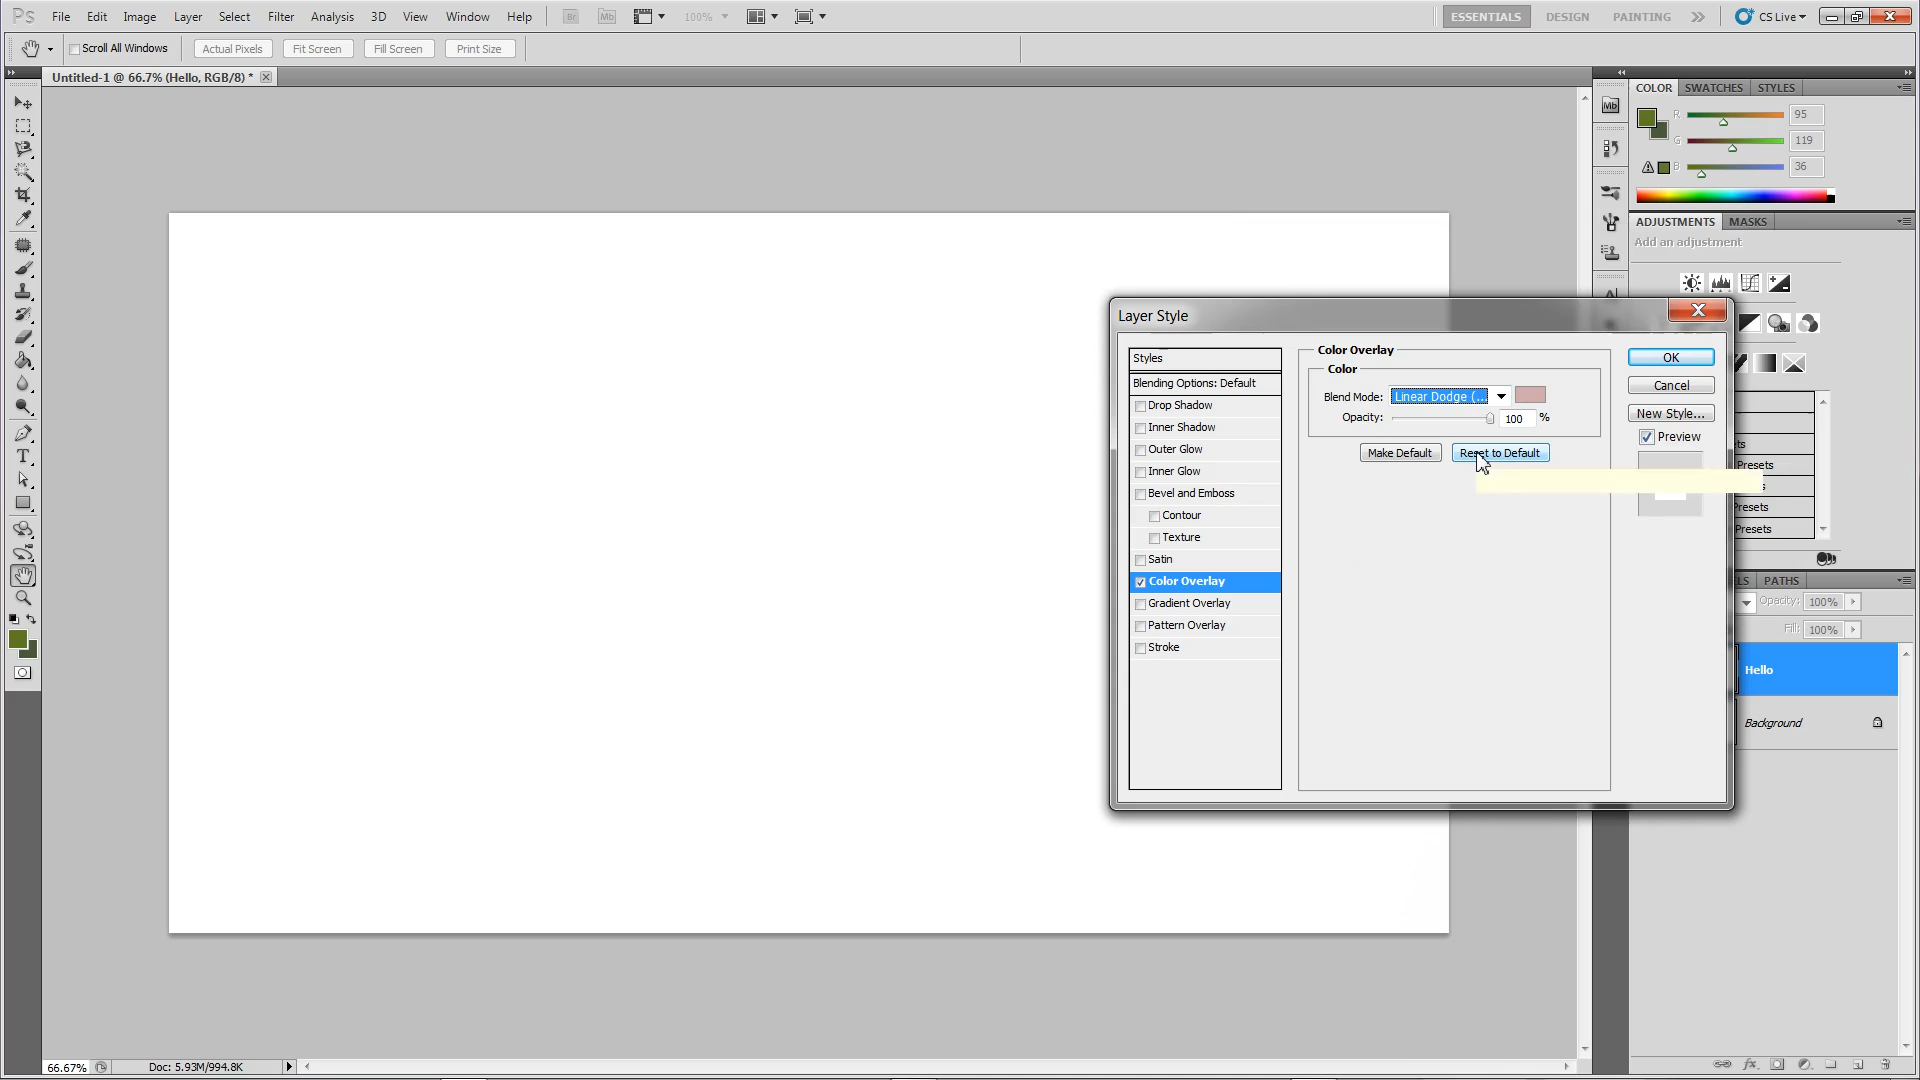 Ps File Edit Image Layer Select Filter Analysis 3D View Window Help Br Mb 100% ESSENTIALS DESIGN PAINTING CS Live
Scroll All Windows Actual Pixels Fit Screen Fill Screen Print Size
Untitled-1 @ 66.7% (Hello, RGB/8) *
COLOR SWATCHES STYLES
Mb
R 95
G 119
B 36
ADJUSTMENTS MASKS
Add an adjustment
Layer Style
Styles
Blending Options: Default
Drop Shadow
Inner Shadow
Outer Glow
Inner Glow
Bevel and Emboss
Contour
Texture
Satin
Color Overlay
Gradient Overlay
Pattern Overlay
Stroke
Color Overlay
Color
Blend Mode: Linear Dodge (...
Opacity: 100 %
Make Default Reset to Default
OK
Cancel
New Style...
Preview
Presets
Presets
Presets
PATHS
Opacity: 100%
Fill: 100%
Hello
Background
66.67% Doc: 5.93M/994.8K